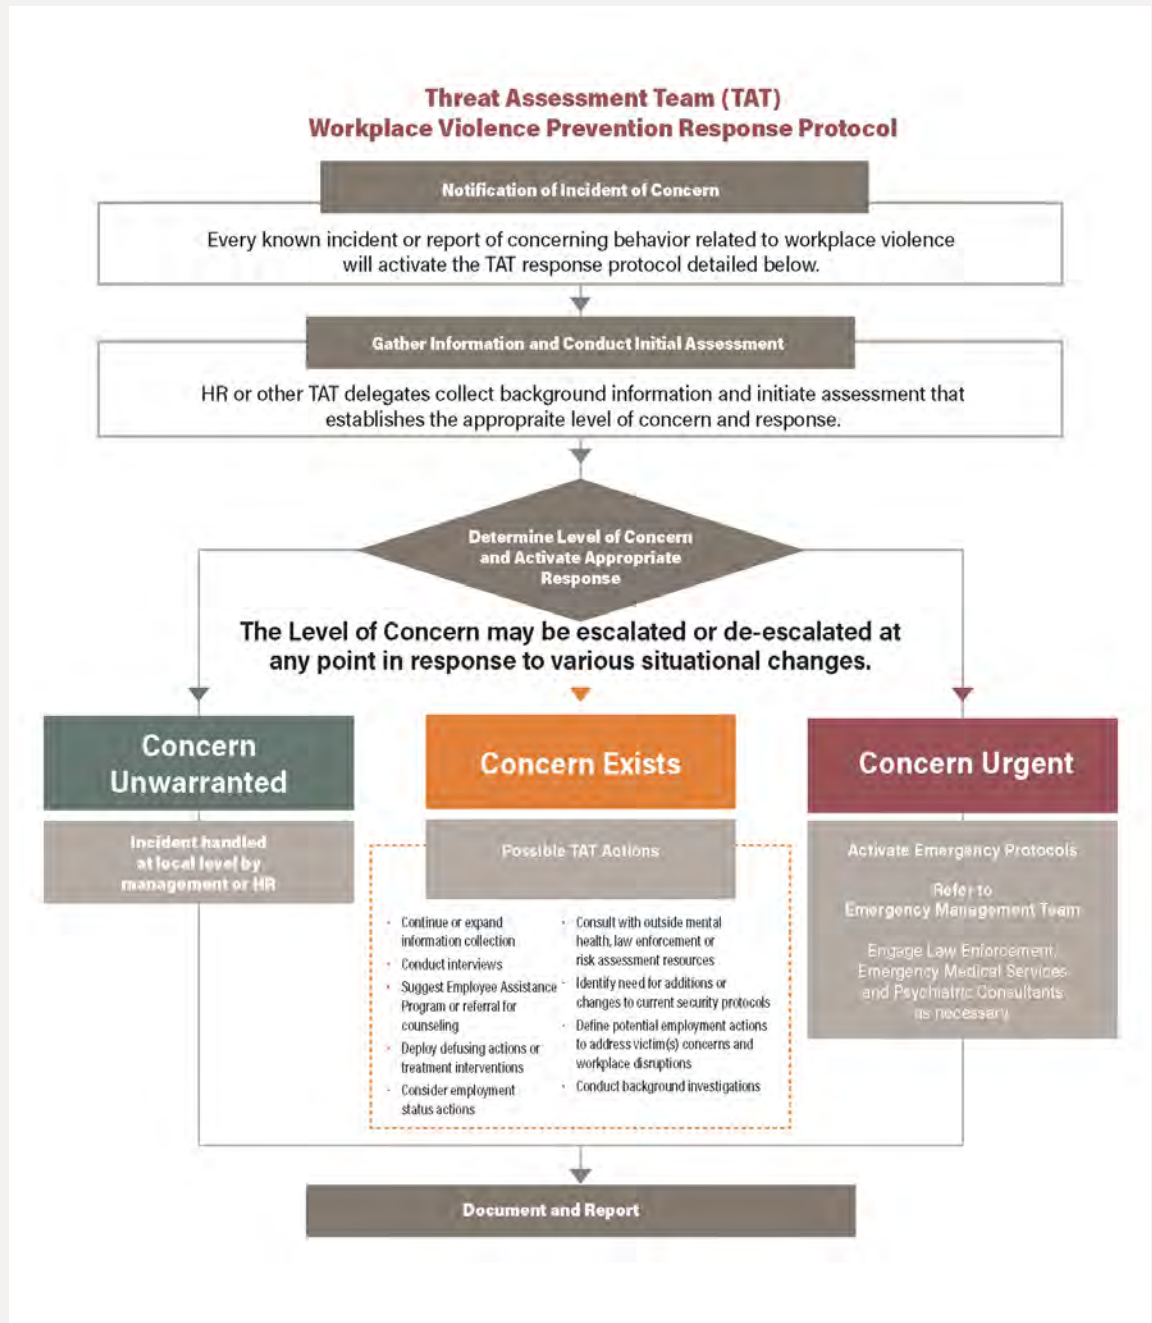 Threat Assessment Team (TAT)
Workplace Violence Prevention Response Protocol
Notification of Incident of Concern
Every known incident or report of concerning behavior related to workplace violence
will activate the TAT response protocol detailed below.
Gather Information and Conduct Initial Assessment
HR or other TAT delegates collect background information and initiate assessment that
establishes the appropraite level of concern and response.
Determine Level of Concern
and Activate Appropriate
Response
The Level of Concern may be escalated or de-escalated at
any point in response to various situational changes.
Concern
Unwarranted
Incident handled
at local level by
management or HR
Concern Exists
Possible TAT Actions
· Continue or expand
information collection
· Conduct interviews
· Suggest Employee Assistance
Program or referral for
counseling
· Deploy defusing actions or
treatment interventions
· Consider employment
status actions
· Consult with outside mental
health, law enforcement or
risk assessment resources
· Identify need for additions or
changes to current security protocols
· Define potential employment actions
to address victim(s) concerns and
workplace disruptions
· Conduct background investigations
Concern Urgent
Activate Emergency Protocols
Refer to
Emergency Management Team
Engage Law Enforcement,
Emergency Medical Services
and Psychiatric Consultants
as necessary
Document and Report